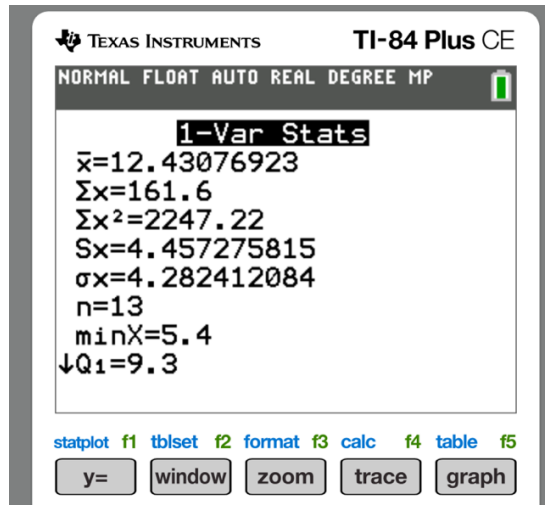 TEXAS INSTRUMENTS TI-84 Plus CE
NORMAL FLOAT AUTO REAL DEGREE MP
1-Var Stats
x̄=12.43076923
Σx=161.6
Σx²=2247.22
Sx=4.457275815
σx=4.282412084
n=13
minX=5.4
↓Q₁=9.3
statplot f1 tblset f2 format f3 calc f4 table f5
y= window zoom trace graph